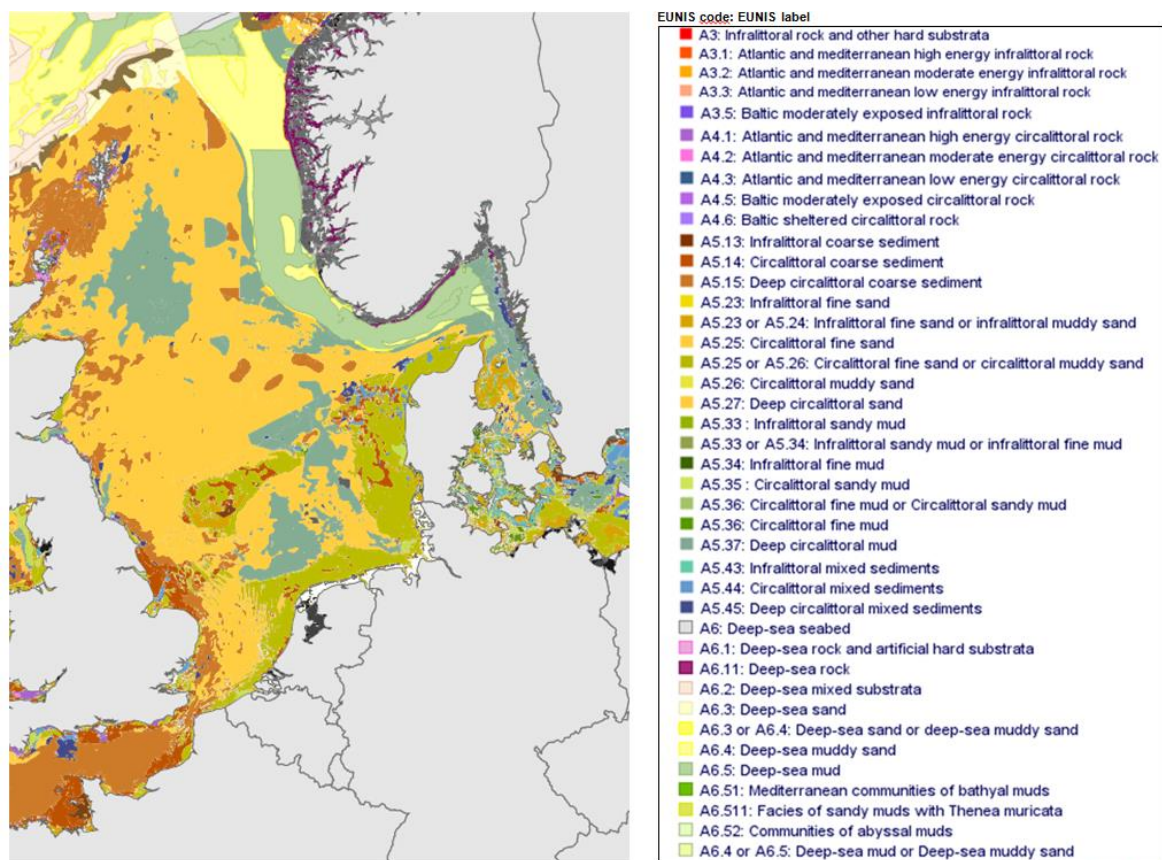 EUNIS code: EUNIS label
A3: Infralittoral rock and other hard substrata
A3.1: Atlantic and mediterranean high energy infralittoral rock
A3.2: Atlantic and mediterranean moderate energy infralittoral rock
A3.3: Atlantic and mediterranean low energy infralittoral rock
A3.5: Baltic moderately exposed infralittoral rock
A4.1: Atlantic and mediterranean high energy circalittoral rock
A4.2: Atlantic and mediterranean moderate energy circalittoral rock
A4.3: Atlantic and mediterranean low energy circalittoral rock
A4.5: Baltic moderately exposed circalittoral rock
A4.6: Baltic sheltered circalittoral rock
A5.13: Infralittoral coarse sediment
A5.14: Circalittoral coarse sediment
A5.15: Deep circalittoral coarse sediment
A5.23: Infralittoral fine sand
A5.23 or A5.24: Infralittoral fine sand or infralittoral muddy sand
A5.25: Circalittoral fine sand
A5.25 or A5.26: Circalittoral fine sand or circalittoral muddy sand
A5.26: Circalittoral muddy sand
A5.27: Deep circalittoral sand
A5.33 : Infralittoral sandy mud
A5.33 or A5.34: Infralittoral sandy mud or infralittoral fine mud
A5.34: Infralittoral fine mud
A5.35 : Circalittoral sandy mud
A5.36: Circalittoral fine mud or Circalittoral sandy mud
A5.36: Circalittoral fine mud
A5.37: Deep circalittoral mud
A5.43: Infralittoral mixed sediments
A5.44: Circalittoral mixed sediments
A5.45: Deep circalittoral mixed sediments
A6: Deep-sea seabed
A6.1: Deep-sea rock and artificial hard substrata
A6.11: Deep-sea rock
A6.2: Deep-sea mixed substrata
A6.3: Deep-sea sand
A6.3 or A6.4: Deep-sea sand or deep-sea muddy sand
A6.4: Deep-sea muddy sand
A6.5: Deep-sea mud
A6.51: Mediterranean communities of bathyal muds
A6.511: Facies of sandy muds with Thenea muricata
A6.52: Communities of abyssal muds
A6.4 or A6.5: Deep-sea mud or Deep-sea muddy sand